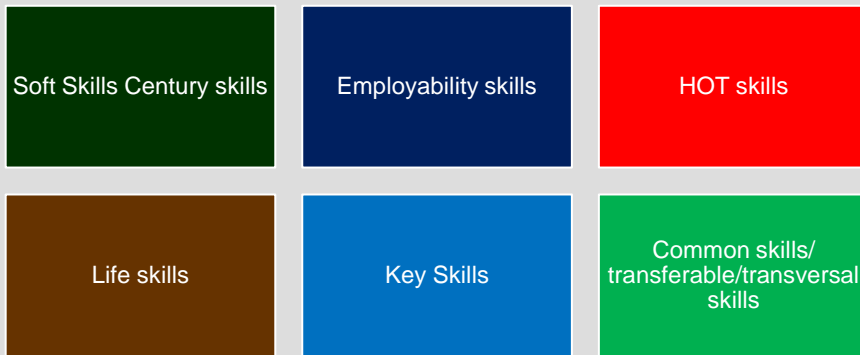 Soft Skills Century skills
Employability skills
HOT skills
Life skills
Key Skills
Common skills/
transferable/transversal
skills